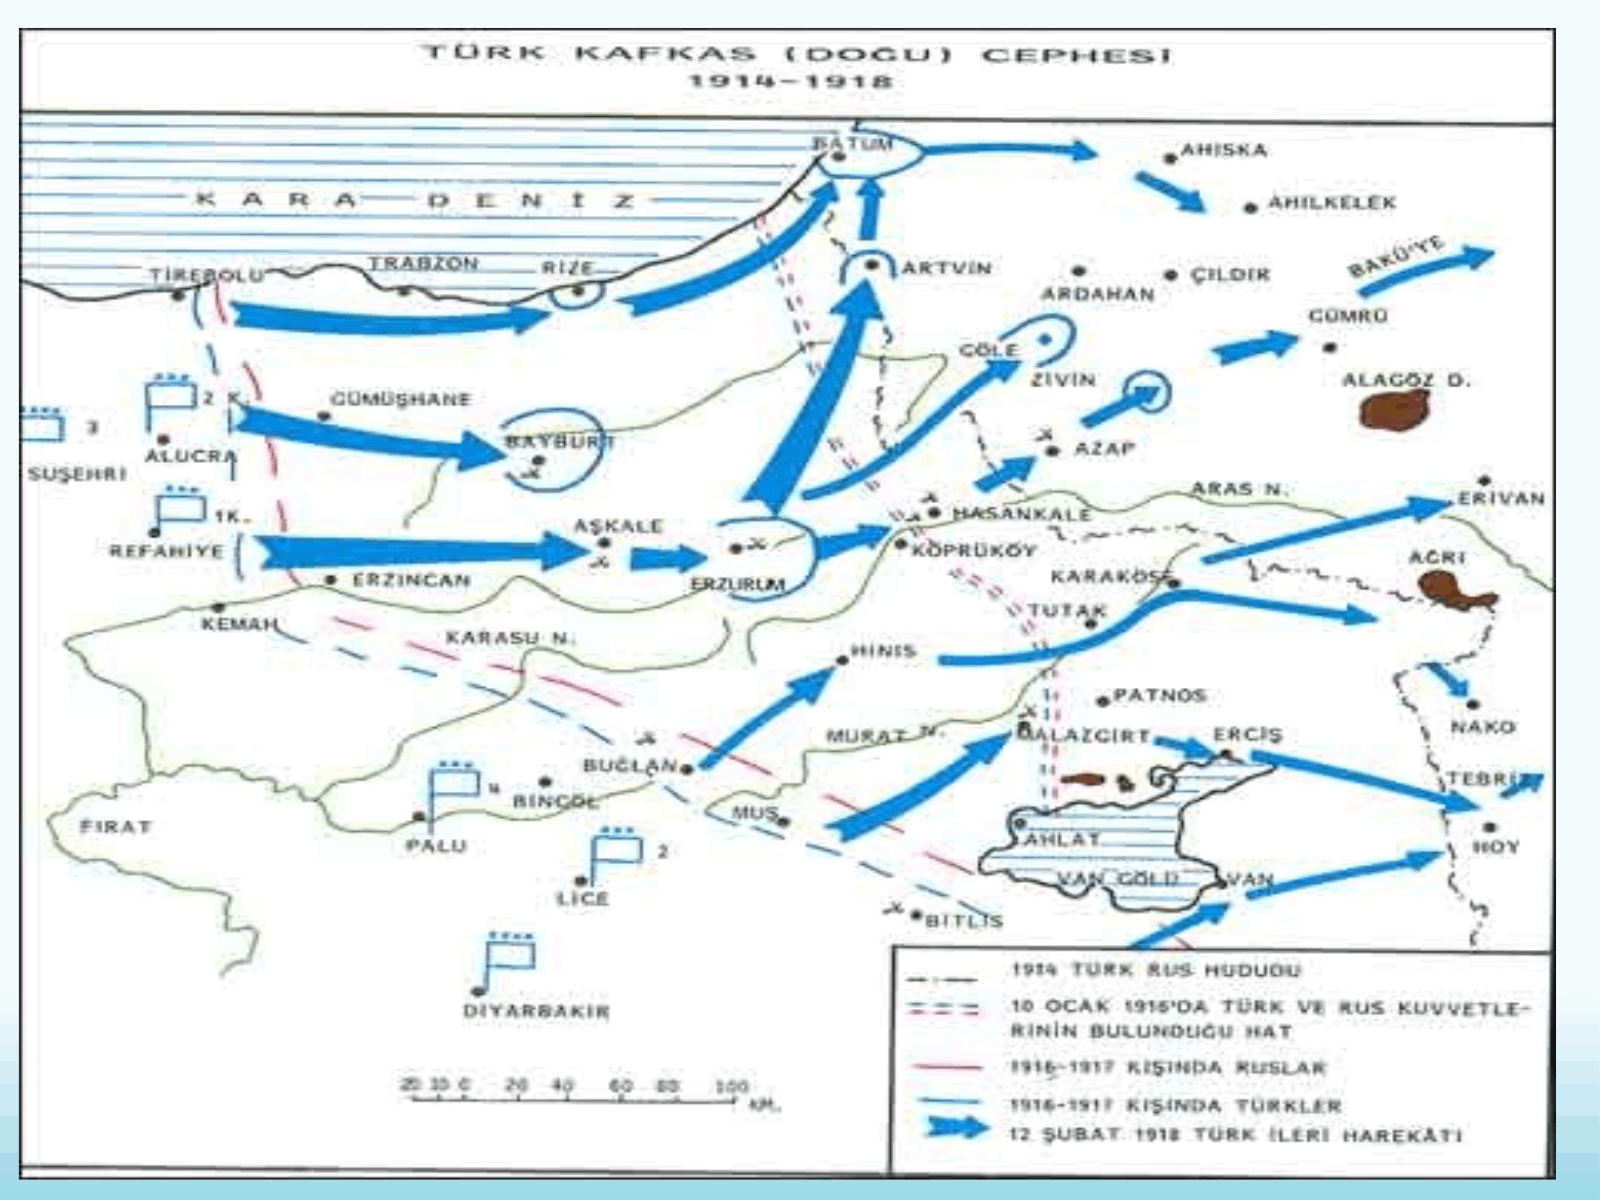 TÜRK KAFKAS (DOĞU) CEPHESİ
1914-1918
BATUM
AHISKA
KARA DENİZ
AHILKELEK
BAKÜ'YE
TİREBOLU
TRABZON
RİZE
ARTVİN
ÇILDIR
ARDAHAN
GÜMRÜ
GÖLE
ZİVİN
ALAGÖZ D.
2 K.
GÜMÜŞHANE
3
ALUCRA
BAYBURT
AZAP
SUŞEHRİ
ARAS N.
ERİVAN
1K.
AŞKALE
HASANKALE
REFAHİYE
KÖPRÜKÖY
AĞRI
ERZİNCAN
ERZURUM
KARAKÖSE
KEMAH
TUTAK
KARASU N.
HINIS
PATNOS
MURAT N.
MALAZGİRT
ERCİŞ
NAKO
BUĞLAN
TEBRİZ
4
BİNGÖL
MUŞ
FIRAT
PALU
AHLAT
HOY
2
LİCE
VAN GÖLÜ
VAN
BİTLİS
DİYARBAKIR
1914 TÜRK RUS HUDUDU
10 OCAK 1916'DA TÜRK VE RUS KUVVETLE-
RİNİN BULUNDUĞU HAT
1916-1917 KIŞINDA RUSLAR
1916-1917 KIŞINDA TÜRKLER
12 ŞUBAT 1918 TÜRK İLERİ HAREKÂTI
20 10 0 20 40 60 80 100
KM.